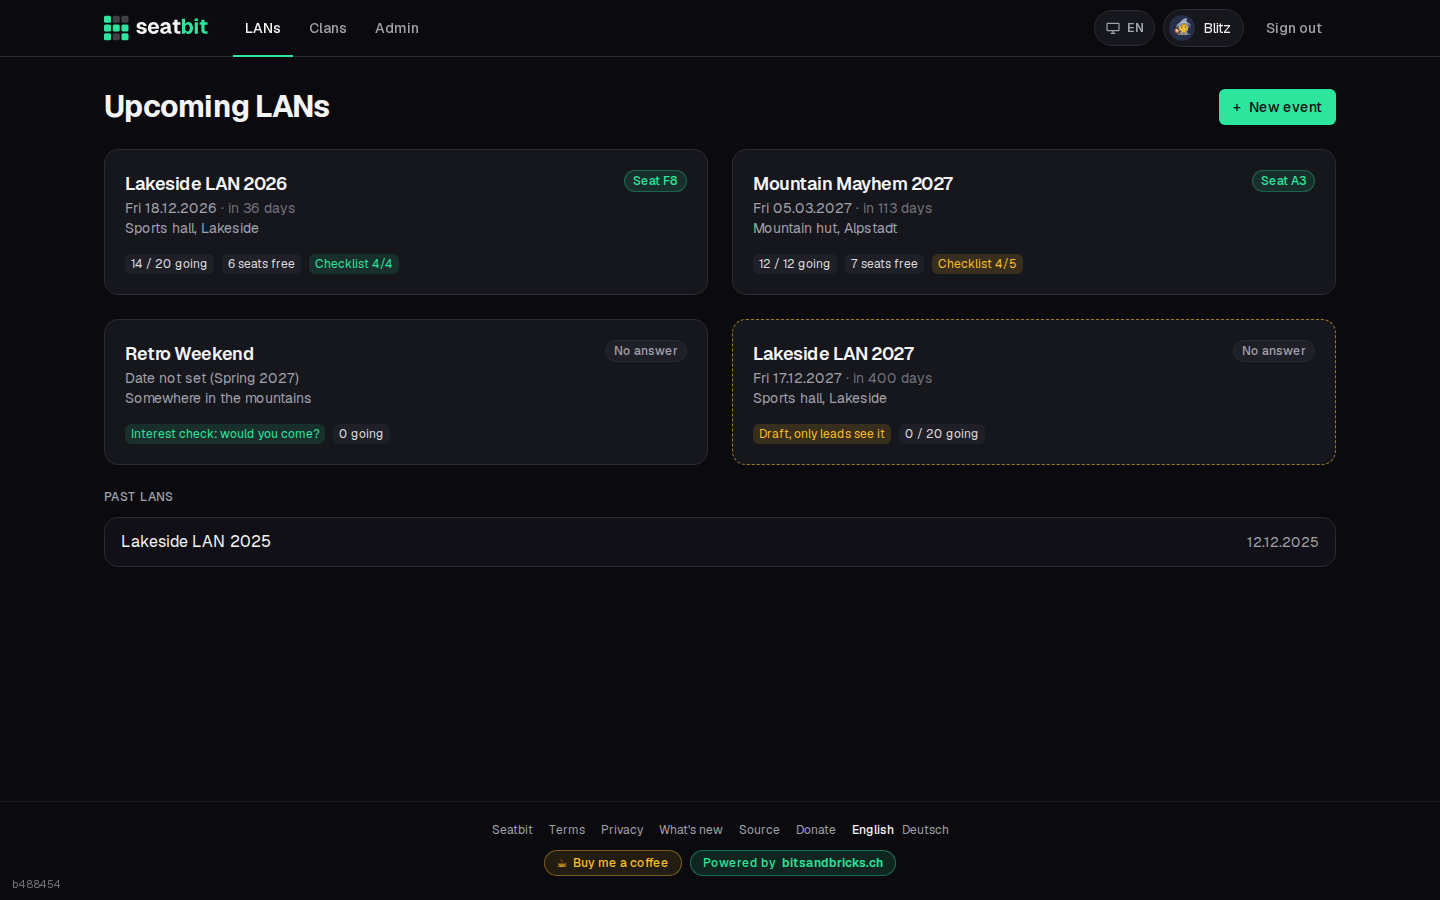 seatbit LANs Clans Admin EN Blitz Sign out
Upcoming LANs
+ New event
Lakeside LAN 2026 Seat F8
Fri 18.12.2026 · in 36 days
Sports hall, Lakeside
14 / 20 going 6 seats free Checklist 4/4
Mountain Mayhem 2027 Seat A3
Fri 05.03.2027 · in 113 days
Mountain hut, Alpstadt
12 / 12 going 7 seats free Checklist 4/5
Retro Weekend No answer
Date not set (Spring 2027)
Somewhere in the mountains
Interest check: would you come? 0 going
Lakeside LAN 2027 No answer
Fri 17.12.2027 · in 400 days
Sports hall, Lakeside
Draft, only leads see it 0 / 20 going
PAST LANS
Lakeside LAN 2025 12.12.2025
Seatbit Terms Privacy What's new Source Donate English Deutsch
Buy me a coffee Powered by bitsandbricks.ch
b488454